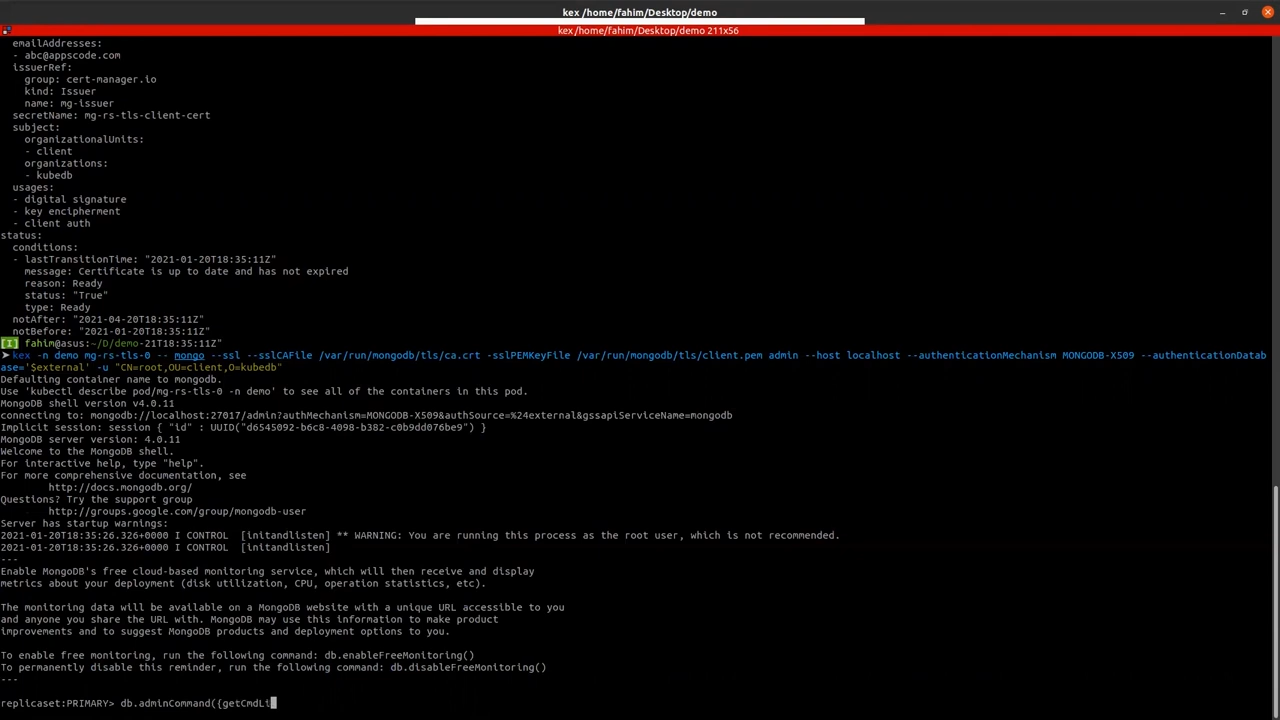 kex /home/fahim/Desktop/demo
kex /home/fahim/Desktop/demo 211x56
emailAddresses:
- abc@appscode.com
issuerRef:
group: cert-manager.io
kind: Issuer
name: mg-issuer
secretName: mg-rs-tls-client-cert
subject:
organizationalUnits:
- client
organizations:
- kubedb
usages:
- digital signature
- key encipherment
- client auth
status:
conditions:
- lastTransitionTime: "2021-01-20T18:35:11Z"
message: Certificate is up to date and has not expired
reason: Ready
status: "True"
type: Ready
notAfter: "2021-04-20T18:35:11Z"
notBefore: "2021-01-20T18:35:11Z"
[I] fahim@asus:~/D/demo-21T18:35:11Z"
➤kex -n demo mg-rs-tls-0 -- mongo --ssl --sslCAFile /var/run/mongodb/tls/ca.crt -sslPEMKeyFile /var/run/mongodb/tls/client.pem admin --host localhost --authenticationMechanism MONGODB-X509 --authenticationDatab
ase='$external' -u "CN=root,OU=client,O=kubedb"
Defaulting container name to mongodb.
Use 'kubectl describe pod/mg-rs-tls-0 -n demo' to see all of the containers in this pod.
MongoDB shell version v4.0.11
connecting to: mongodb://localhost:27017/admin?authMechanism=MONGODB-X509&authSource=%24external&gssapiServiceName=mongodb
Implicit session: session { "id" : UUID("d6545092-b6c8-4098-b382-c0b9dd076be9") }
MongoDB server version: 4.0.11
Welcome to the MongoDB shell.
For interactive help, type "help".
For more comprehensive documentation, see
http://docs.mongodb.org/
Questions? Try the support group
http://groups.google.com/group/mongodb-user
Server has startup warnings:
2021-01-20T18:35:26.326+0000 I CONTROL  [initandlisten] ** WARNING: You are running this process as the root user, which is not recommended.
2021-01-20T18:35:26.326+0000 I CONTROL  [initandlisten]
---
Enable MongoDB's free cloud-based monitoring service, which will then receive and display
metrics about your deployment (disk utilization, CPU, operation statistics, etc).
The monitoring data will be available on a MongoDB website with a unique URL accessible to you
and anyone you share the URL with. MongoDB may use this information to make product
improvements and to suggest MongoDB products and deployment options to you.
To enable free monitoring, run the following command: db.enableFreeMonitoring()
To permanently disable this reminder, run the following command: db.disableFreeMonitoring()
---
replicaset:PRIMARY> db.adminCommand({getCmdLi